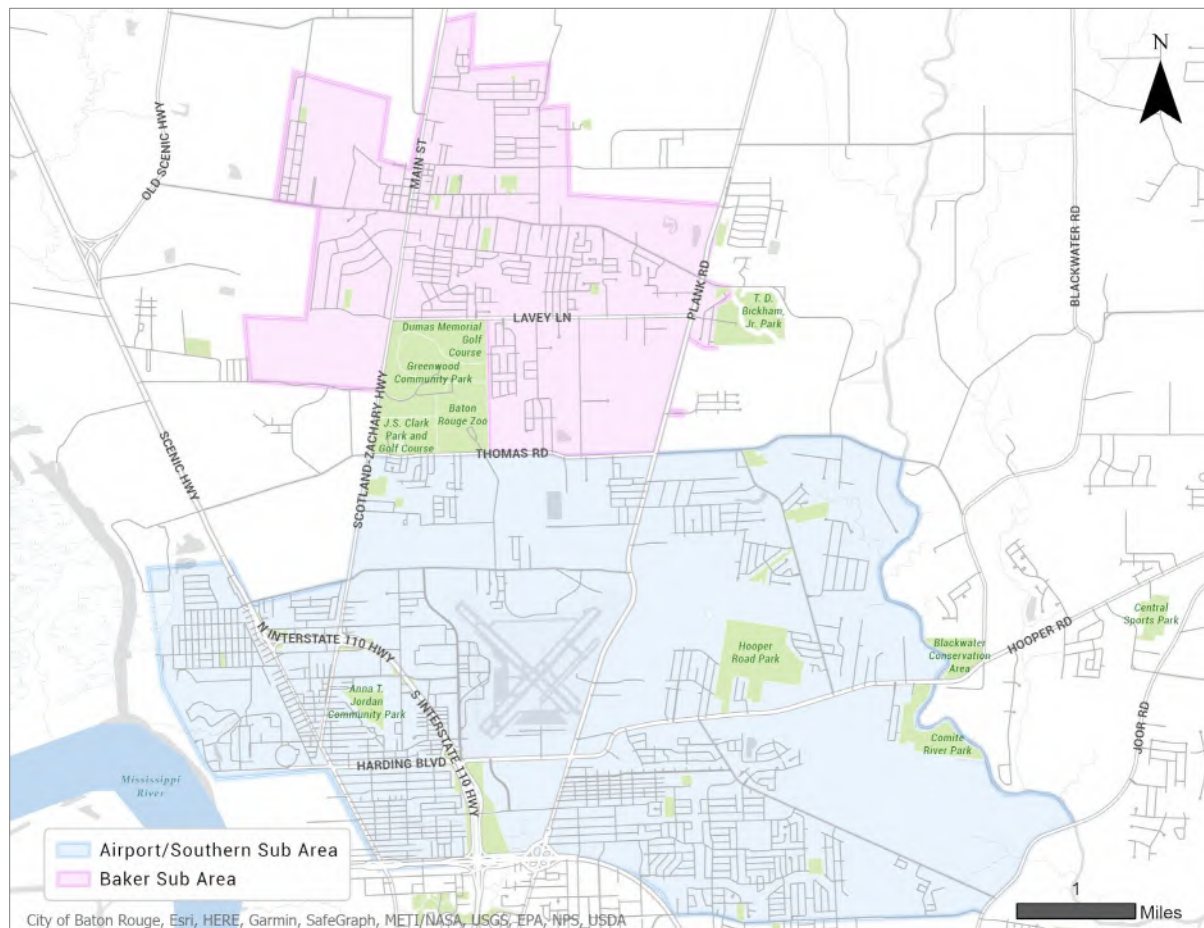 N
OLD SCENIC HWY
MAIN ST
BLACKWATER RD
PLANK RD
LAVEY LN
T. D.
Bickham,
Jr. Park
Dumas Memorial
Golf
Course
Greenwood
Community Park
Baton
Rouge Zoo
J.S. Clark
Park and
Golf Course
THOMAS RD
SCOTLAND-ZACHARY HWY
SCENIC HWY
N INTERSTATE 110 HWY
S INTERSTATE 110 HWY
Anna T.
Jordan
Community Park
Hooper
Road Park
Blackwater
Conservation
Area
HOOPER RD
Central
Sports Park
Comite
River Park
JOOR RD
HARDING BLVD
Mississippi
River
Airport/Southern Sub Area
Baker Sub Area
1
Miles
City of Baton Rouge, Esri, HERE, Garmin, SafeGraph, METI/NASA, USGS, EPA, NPS, USDA